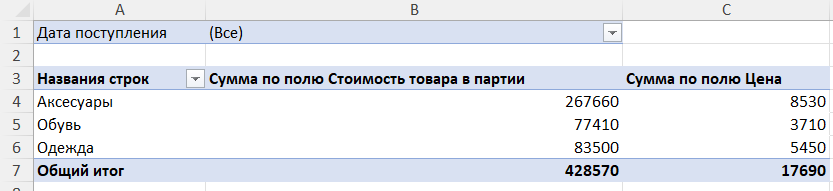 A B C
1 Дата поступления (Все)
2
3 Названия строк Сумма по полю Стоимость товара в партии Сумма по полю Цена
4 Аксесуары 267660 8530
5 Обувь 77410 3710
6 Одежда 83500 5450
7 Общий итог 428570 17690